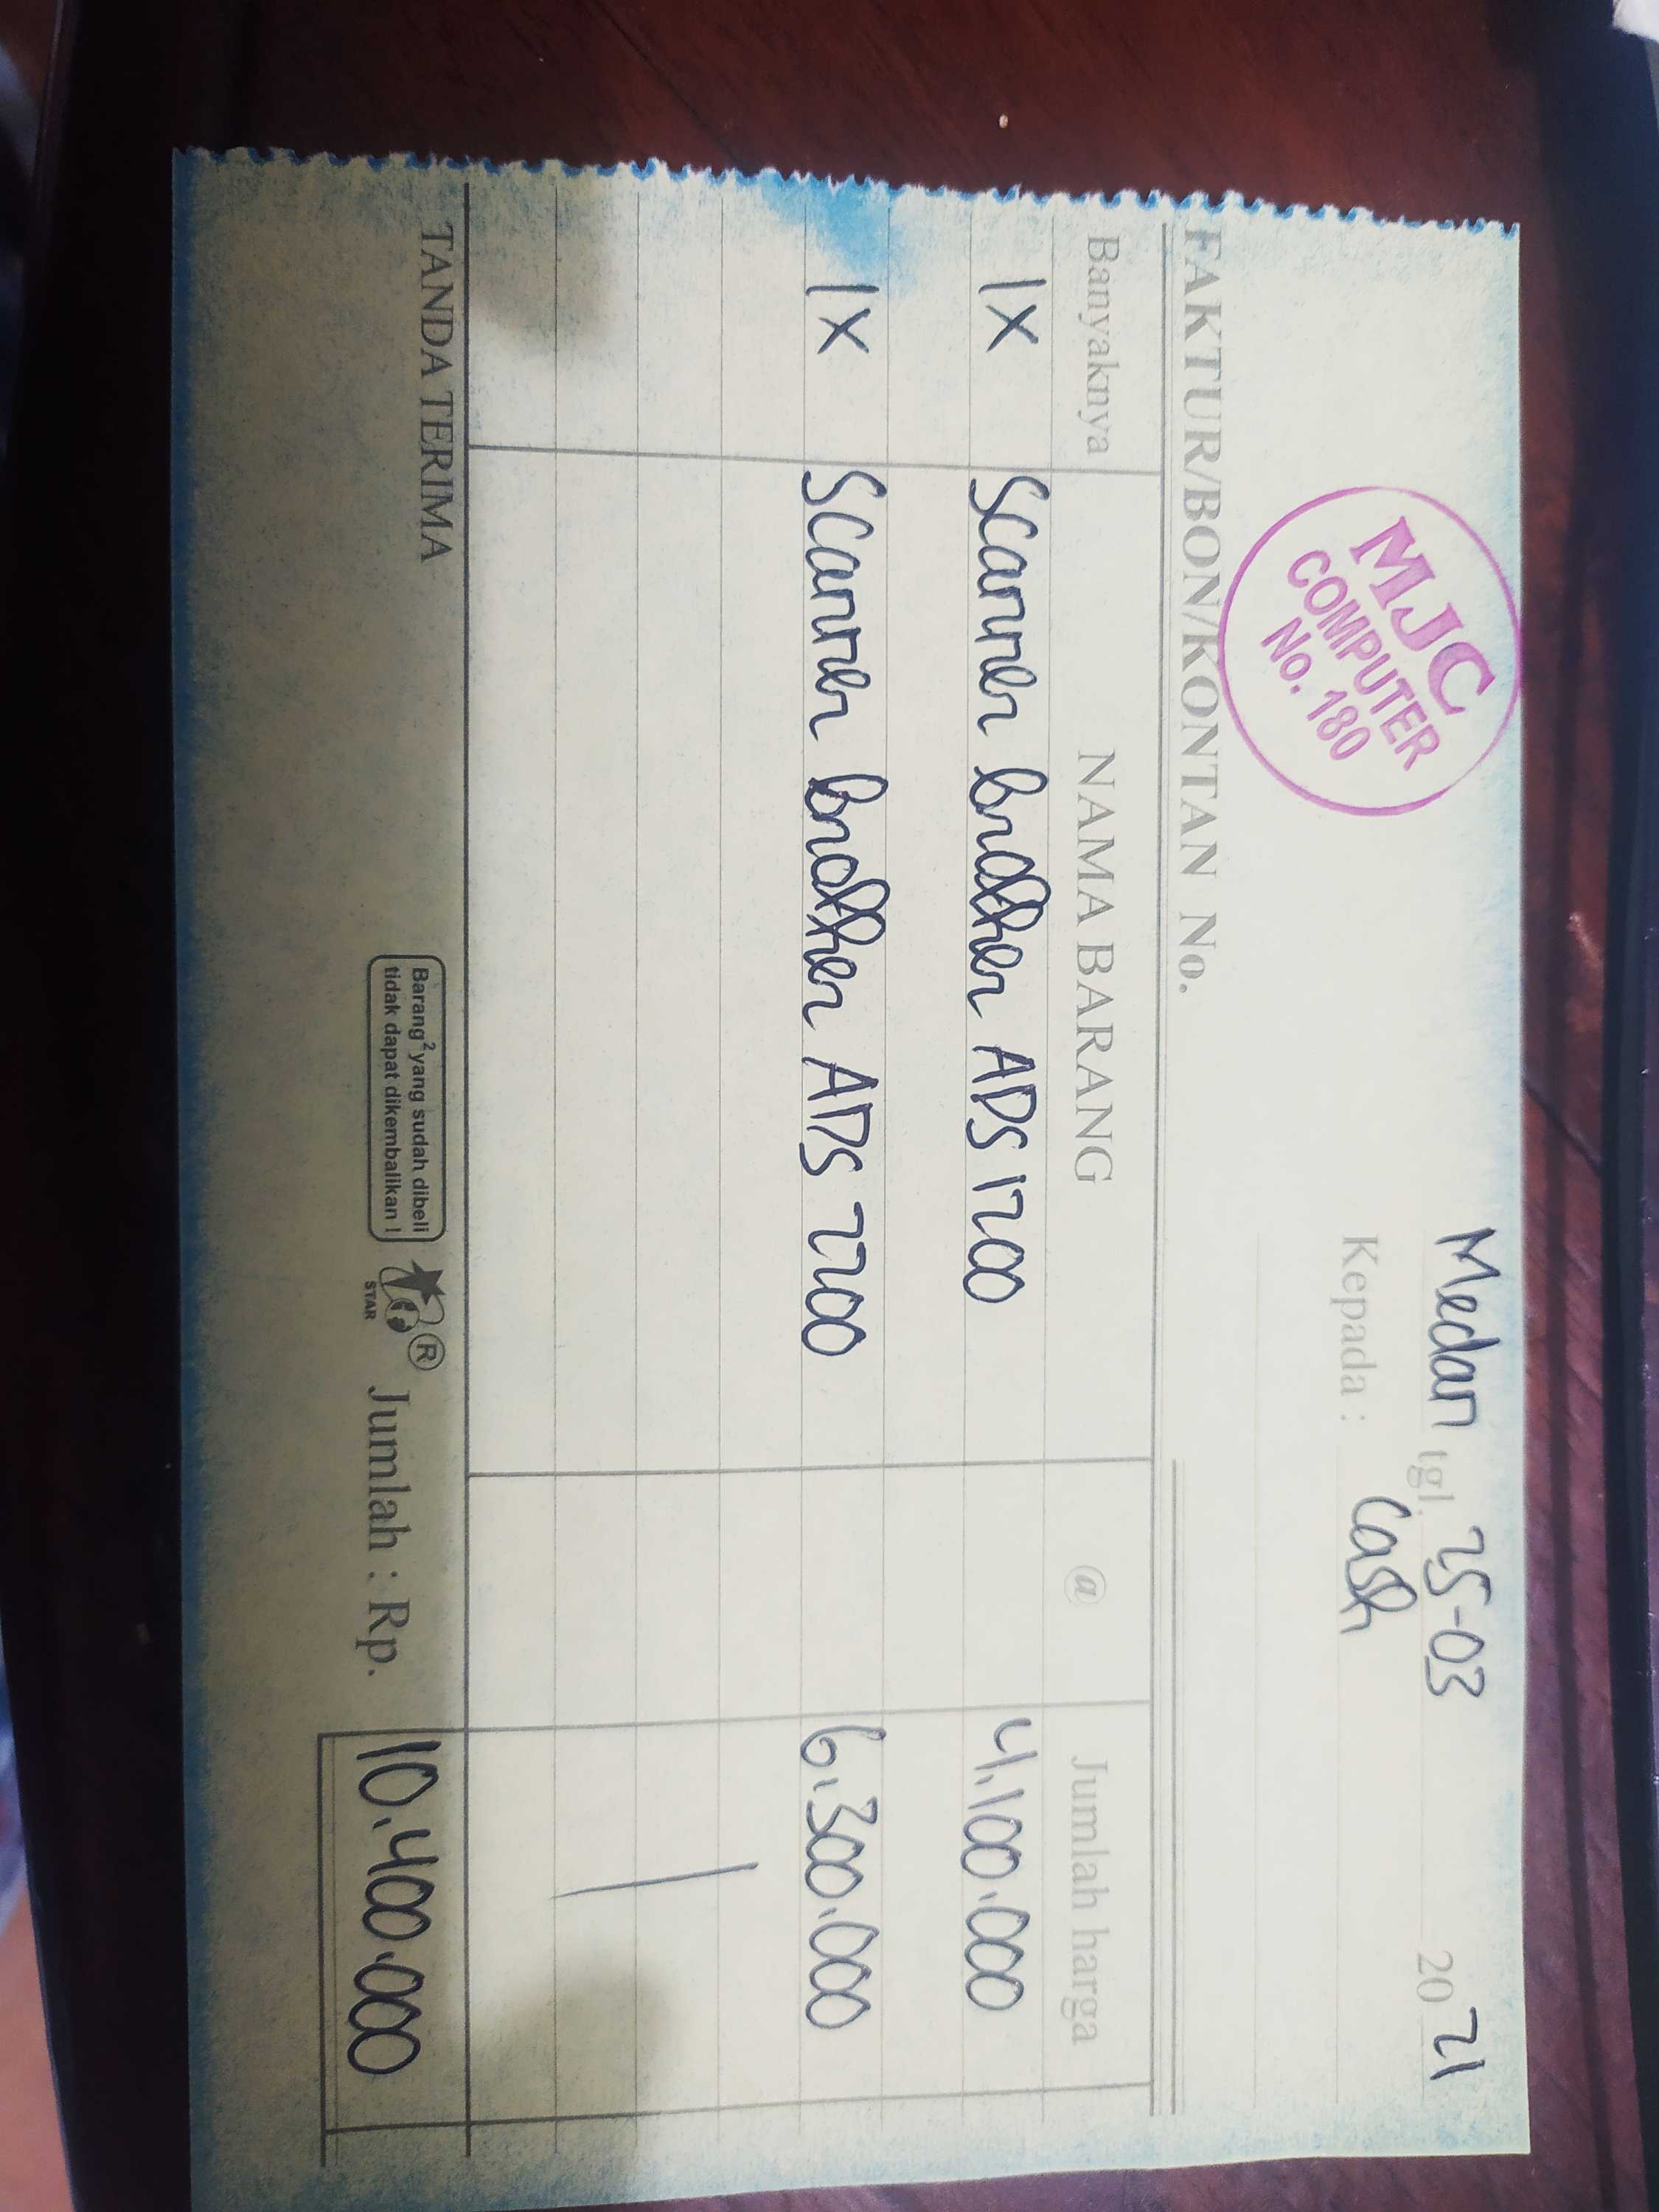 MJC
COMPUTER
No. 180
Medan tgl. 25-03 2021
Kepada : Cash
FAKTUR/BON/KONTAN No.
Banyaknya NAMA BARANG @ Jumlah harga
1X Scanner brother ADS 1200 4.100.000
1X Scanner brother ADS 2200 6.300.000
TANDA TERIMA
Barang² yang sudah dibeli
tidak dapat dikembalikan !
STAR
®
Jumlah : Rp. 10.400.000